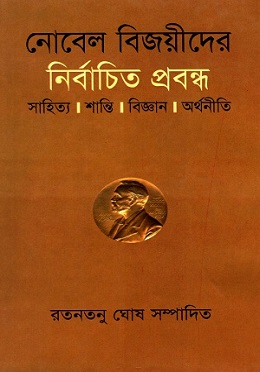 নোবেল বিজয়ীদের
নির্বাচিত প্রবন্ধ
সাহিত্য । শান্তি । বিজ্ঞান । অর্থনীতি
রতনতনু ঘোষ সম্পাদিত